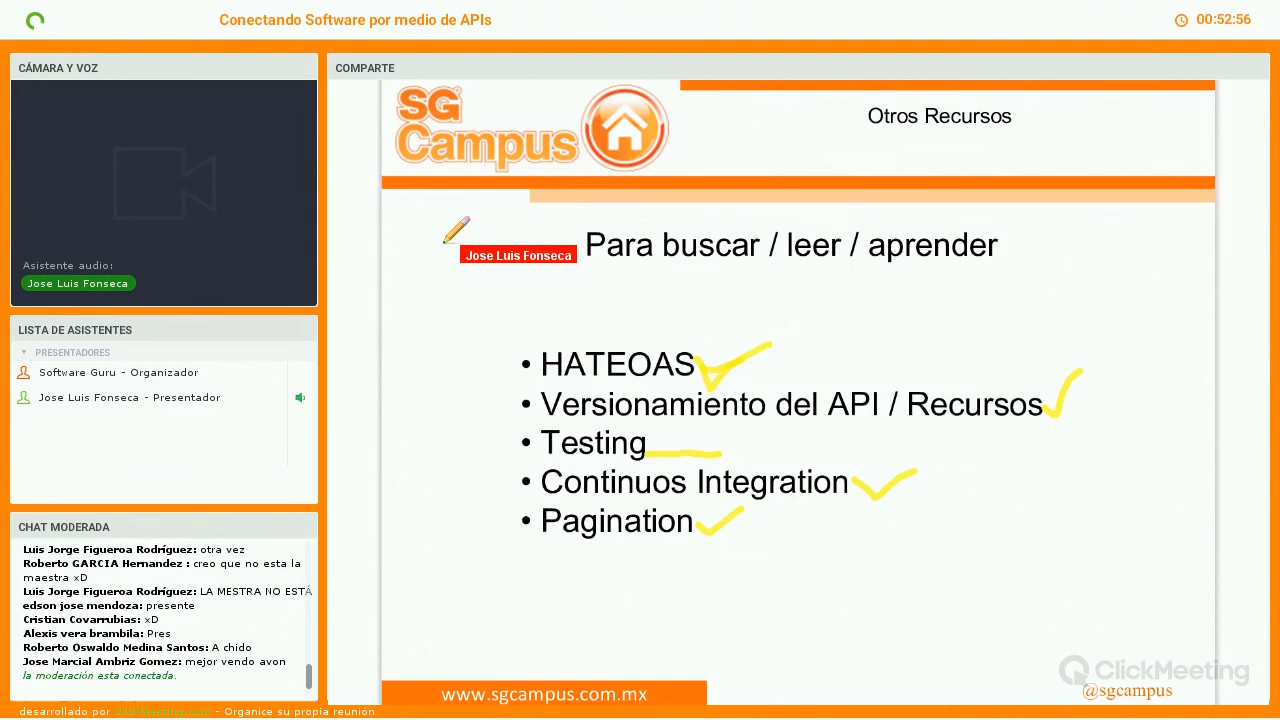 Conectando Software por medio de APIs
00:52:56
CÁMARA Y VOZ
Asistente audio:
Jose Luis Fonseca
LISTA DE ASISTENTES
PRESENTADORES
Software Guru - Organizador
Jose Luis Fonseca - Presentador
CHAT MODERADA
Luis Jorge Figueroa Rodríguez: otra vez
Roberto GARCIA Hernandez : creo que no esta la
maestra xD
Luis Jorge Figueroa Rodríguez: LA MESTRA NO ESTÁ
edson jose mendoza: presente
Cristian Covarrubias: xD
Alexis vera brambila: Pres
Roberto Oswaldo Medina Santos: A chido
Jose Marcial Ambriz Gomez: mejor vendo avon
la moderación esta conectada.
COMPARTE
SG
Campus
Otros Recursos
Jose Luis Fonseca
Para buscar / leer / aprender
• HATEOAS
• Versionamiento del API / Recursos
• Testing
• Continuos Integration
• Pagination
ClickMeeting
@sgcampus
www.sgcampus.com.mx
desarrollado por ClickMeeting.com - Organice su propia reunión